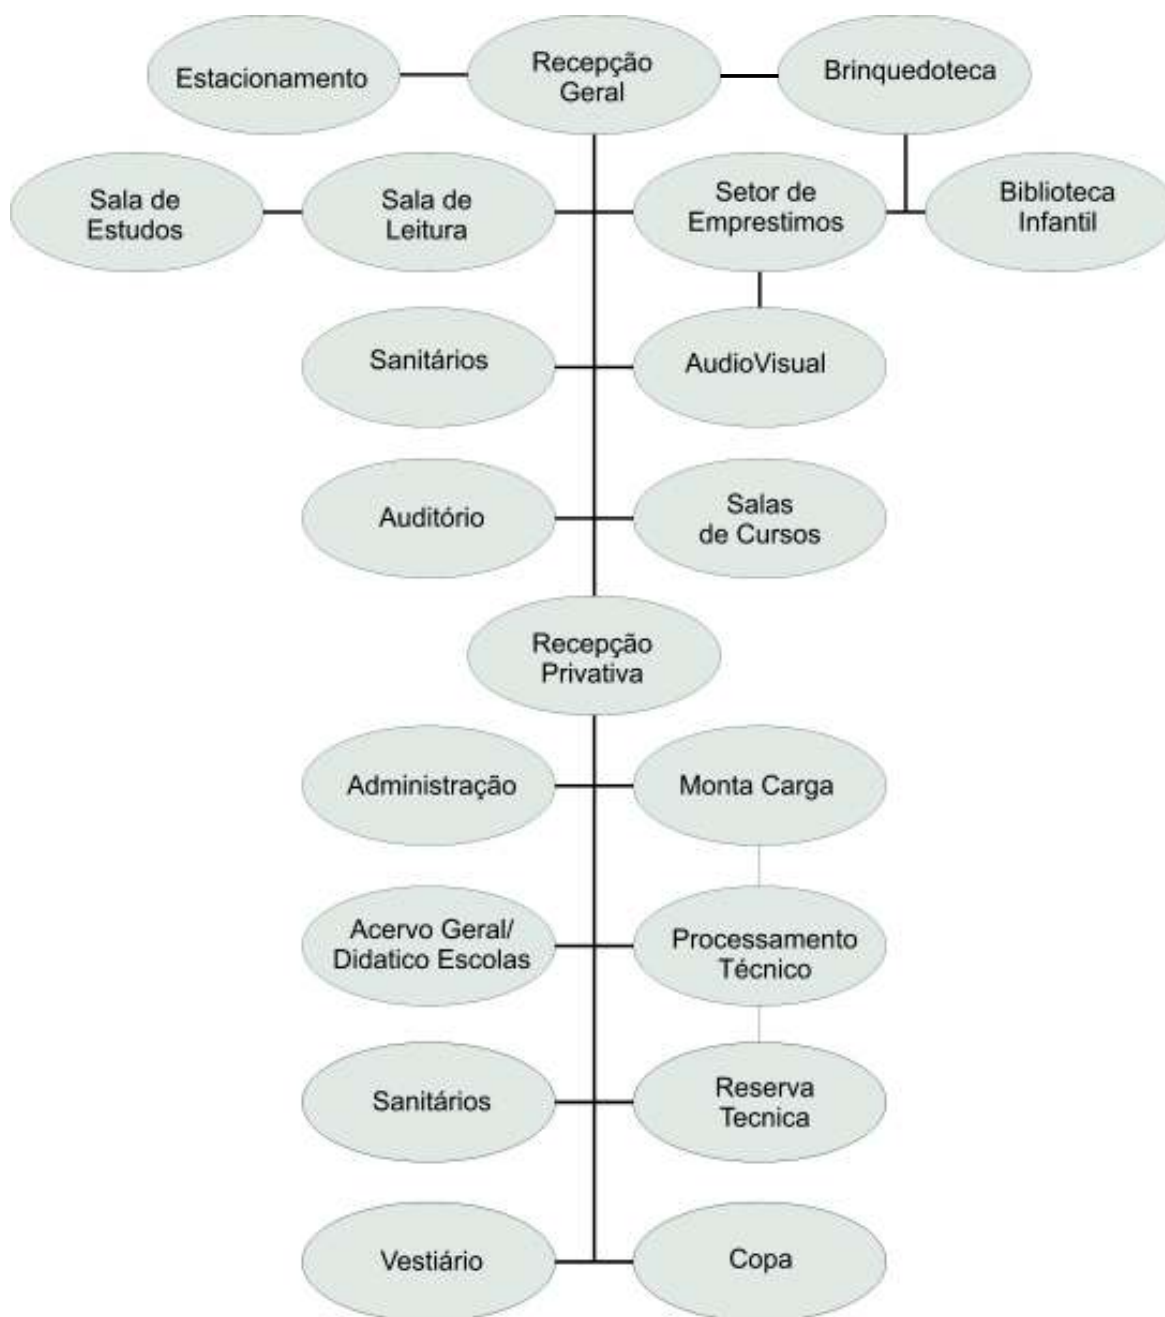 Estacionamento
Recepção
Geral
Brinquedoteca
Sala de
Estudos
Sala de
Leitura
Setor de
Emprestimos
Biblioteca
Infantil
Sanitários
AudioVisual
Auditório
Salas
de Cursos
Recepção
Privativa
Administração
Monta Carga
Acervo Geral/
Didatico Escolas
Processamento
Técnico
Sanitários
Reserva
Tecnica
Vestiário
Copa